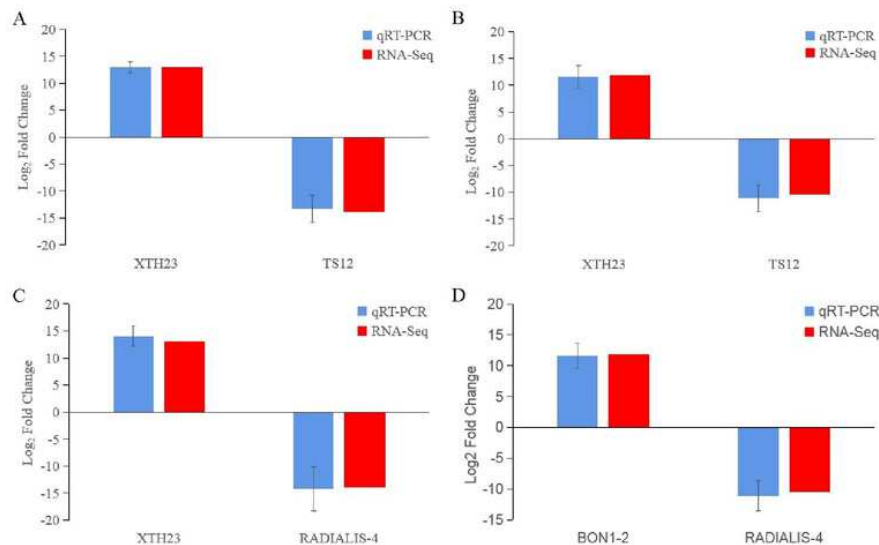 A
20
15
10
5
0
-5
-10
-15
-20
Log2 Fold Change
qRT-PCR
RNA-Seq
XTH23 TS12
B
20
15
10
5
0
-5
-10
-15
-20
Log2 Fold Change
qRT-PCR
RNA-Seq
XTH23 TS12
C
20
15
10
5
0
-5
-10
-15
-20
Log2 Fold Change
qRT-PCR
RNA-Seq
XTH23 RADIALIS-4
D
20
15
10
5
0
-5
-10
-15
Log2 Fold Change
qRT-PCR
RNA-Seq
BON1-2 RADIALIS-4